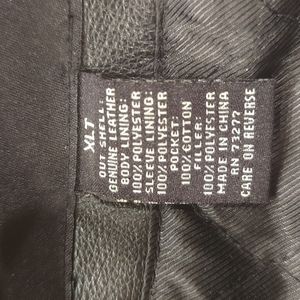 XLT
OUT SHELL
GENUINE LEATHER
BODY LINING:
100% POLYESTER
SLEEVE LINING:
100% POLYESTER
POCKET:
100% COTTON
FILLER:
100% POLYESTER
MADE IN CHINA
RN 73277
CARE ON REVERSE